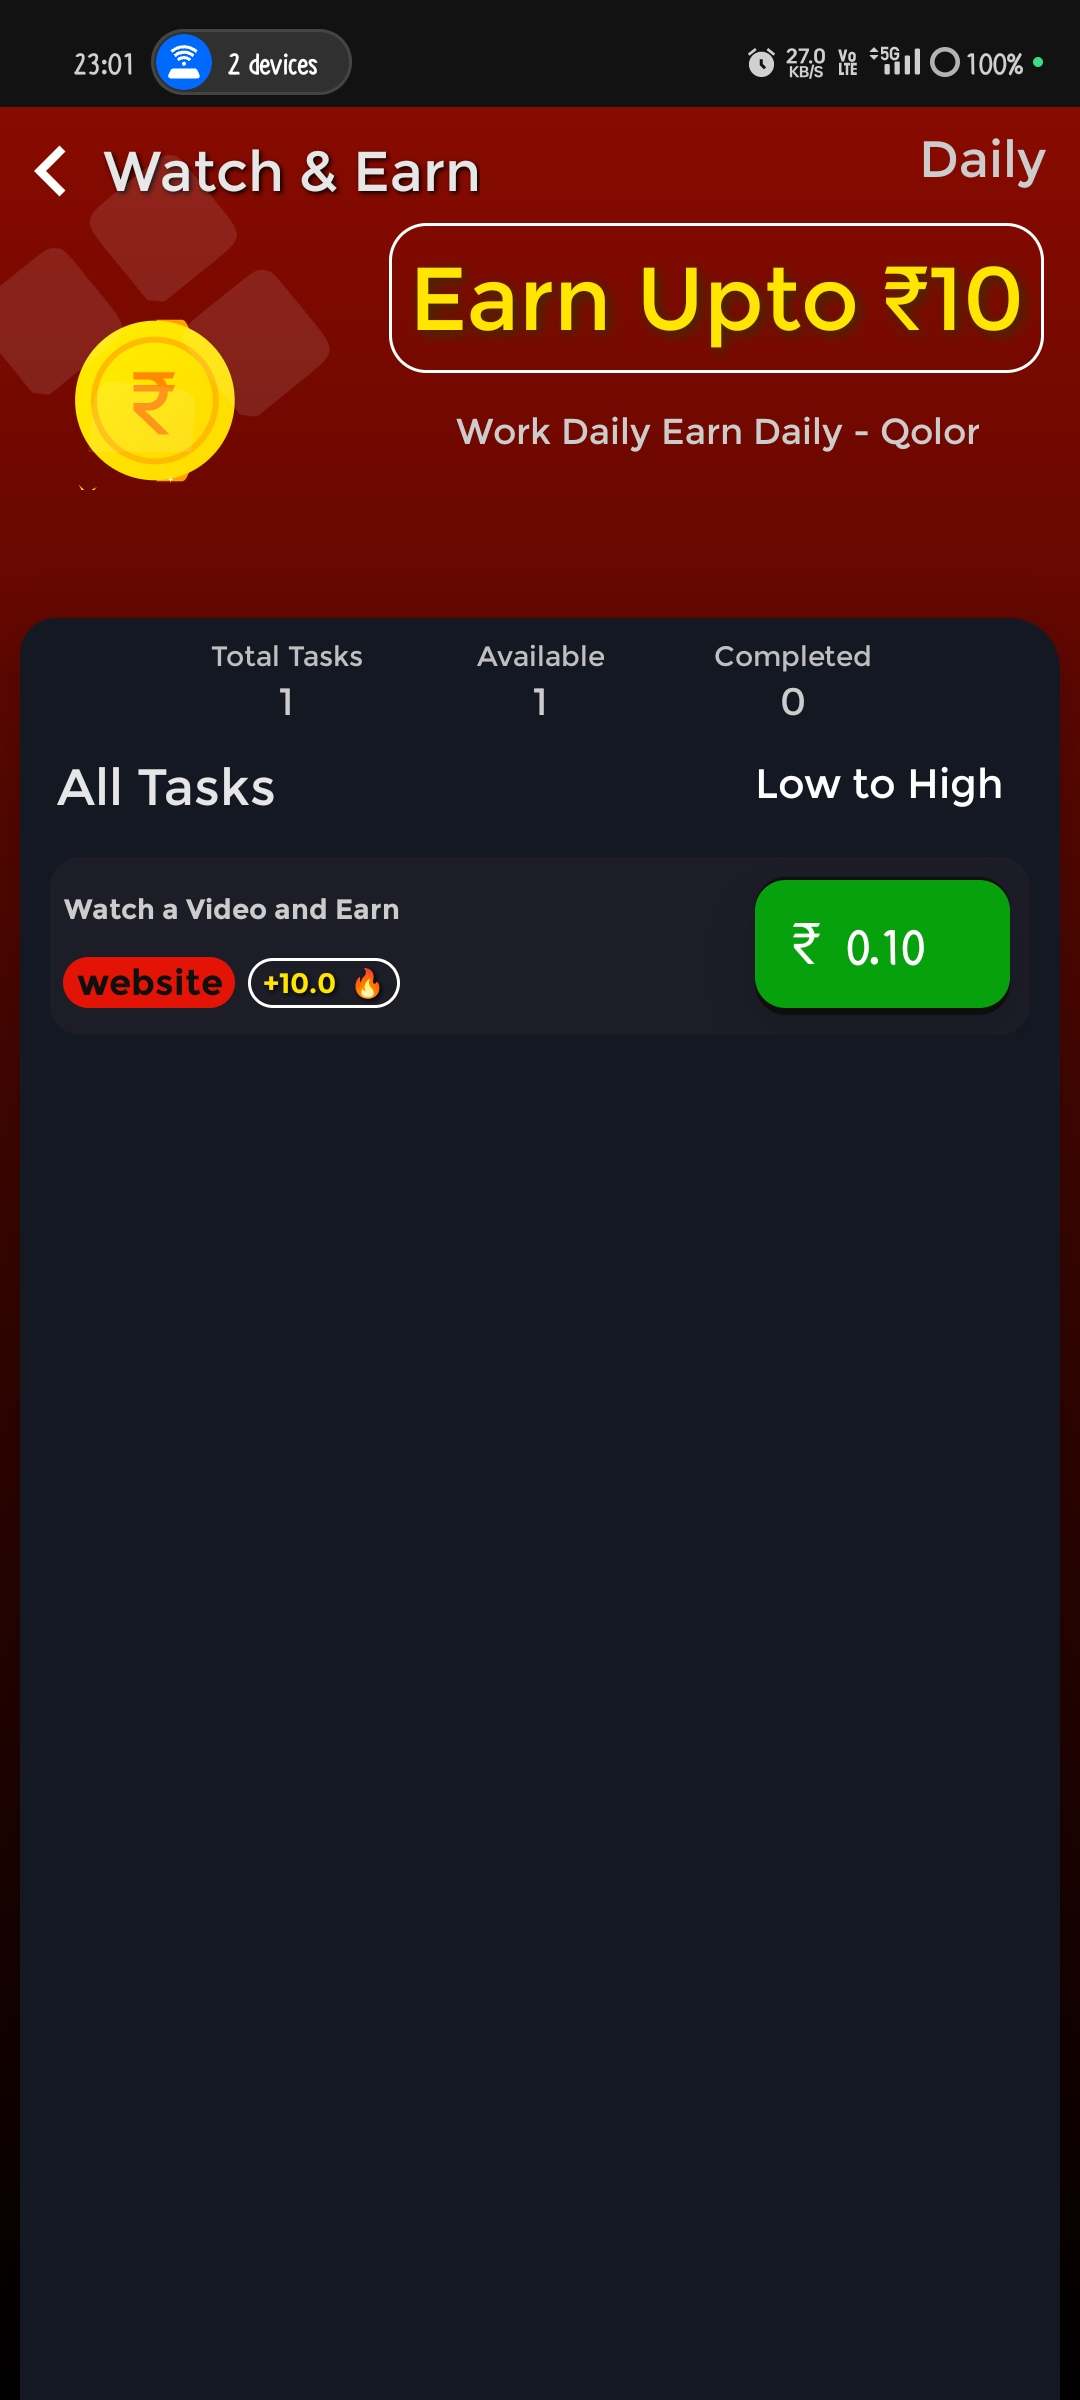 23:01 2 devices 27.0 KB/S Vo LTE 5G 100%
Watch & Earn Daily
Earn Upto ₹10
₹
Work Daily Earn Daily - Qolor
Total Tasks Available Completed
1 1 0
All Tasks Low to High
Watch a Video and Earn
₹ 0.10
website +10.0